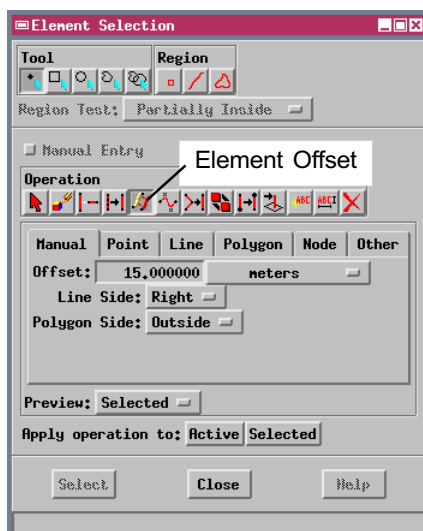 Element Selection
Tool Region
Region Test: Partially Inside
Manual Entry
Element Offset
Operation
ABC ABCI
Manual Point Line Polygon Node Other
Offset: 15.000000 meters
Line Side: Right
Polygon Side: Outside
Preview: Selected
Apply operation to: Active Selected
Select Close Help